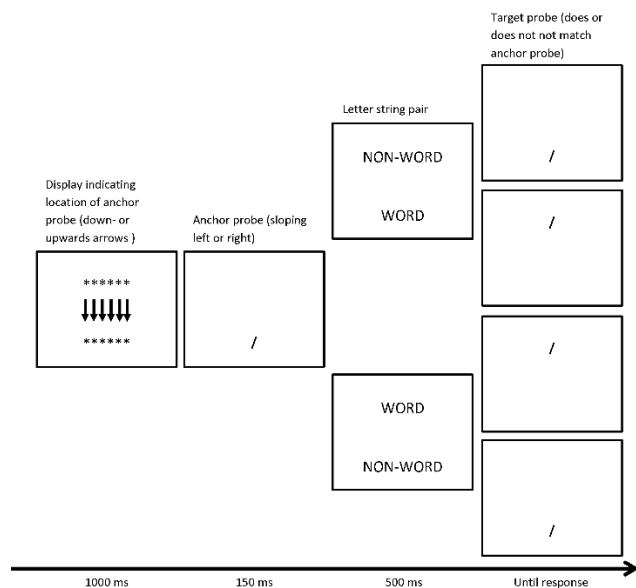 Target probe (does or
does not not match
anchor probe)
/
Letter string pair
NON-WORD
WORD
/
Display indicating
location of anchor
probe (down- or
upwards arrows )
******
↓↓↓↓↓↓
******
Anchor probe (sloping
left or right)
/
/
WORD
NON-WORD
/
1000 ms
150 ms
500 ms
Until response